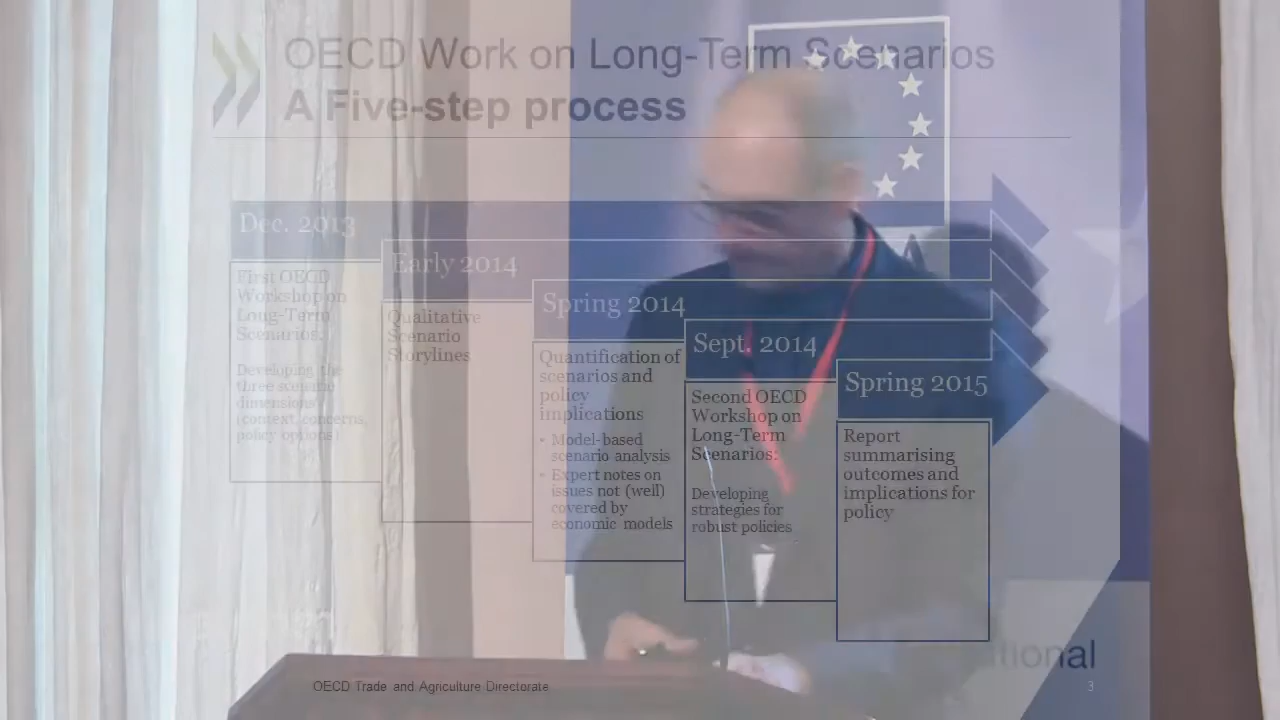 OECD Work on Long-Term Scenarios
A Five-step process
Dec. 2013
First OECD
Workshop on
Long-Term
Scenarios:
Developing the
three scenario
dimensions
(context, concerns,
policy options)
Early 2014
Qualitative
Scenario
Storylines
Spring 2014
Quantification of
scenarios and
policy
implications
• Model-based
scenario analysis
• Expert notes on
issues not (well)
covered by
economic models
Sept. 2014
Second OECD
Workshop on
Long-Term
Scenarios:
Developing
strategies for
robust policies
Spring 2015
Report
summarising
outcomes and
implications for
policy
OECD Trade and Agriculture Directorate
3